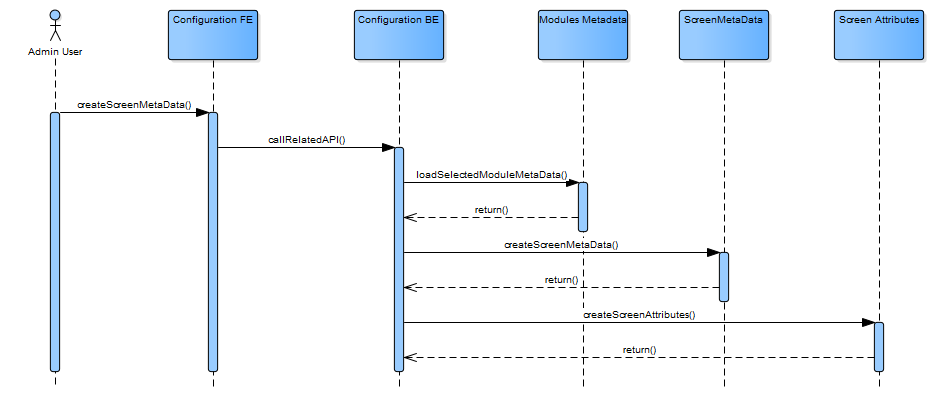 Configuration FE
Configuration BE
Modules Metadata
ScreenMetaData
Screen Attributes
Admin User
createScreenMetaData()
callRelatedAPI()
loadSelectedModuleMetaData()
return()
createScreenMetaData()
return()
createScreenAttributes()
return()